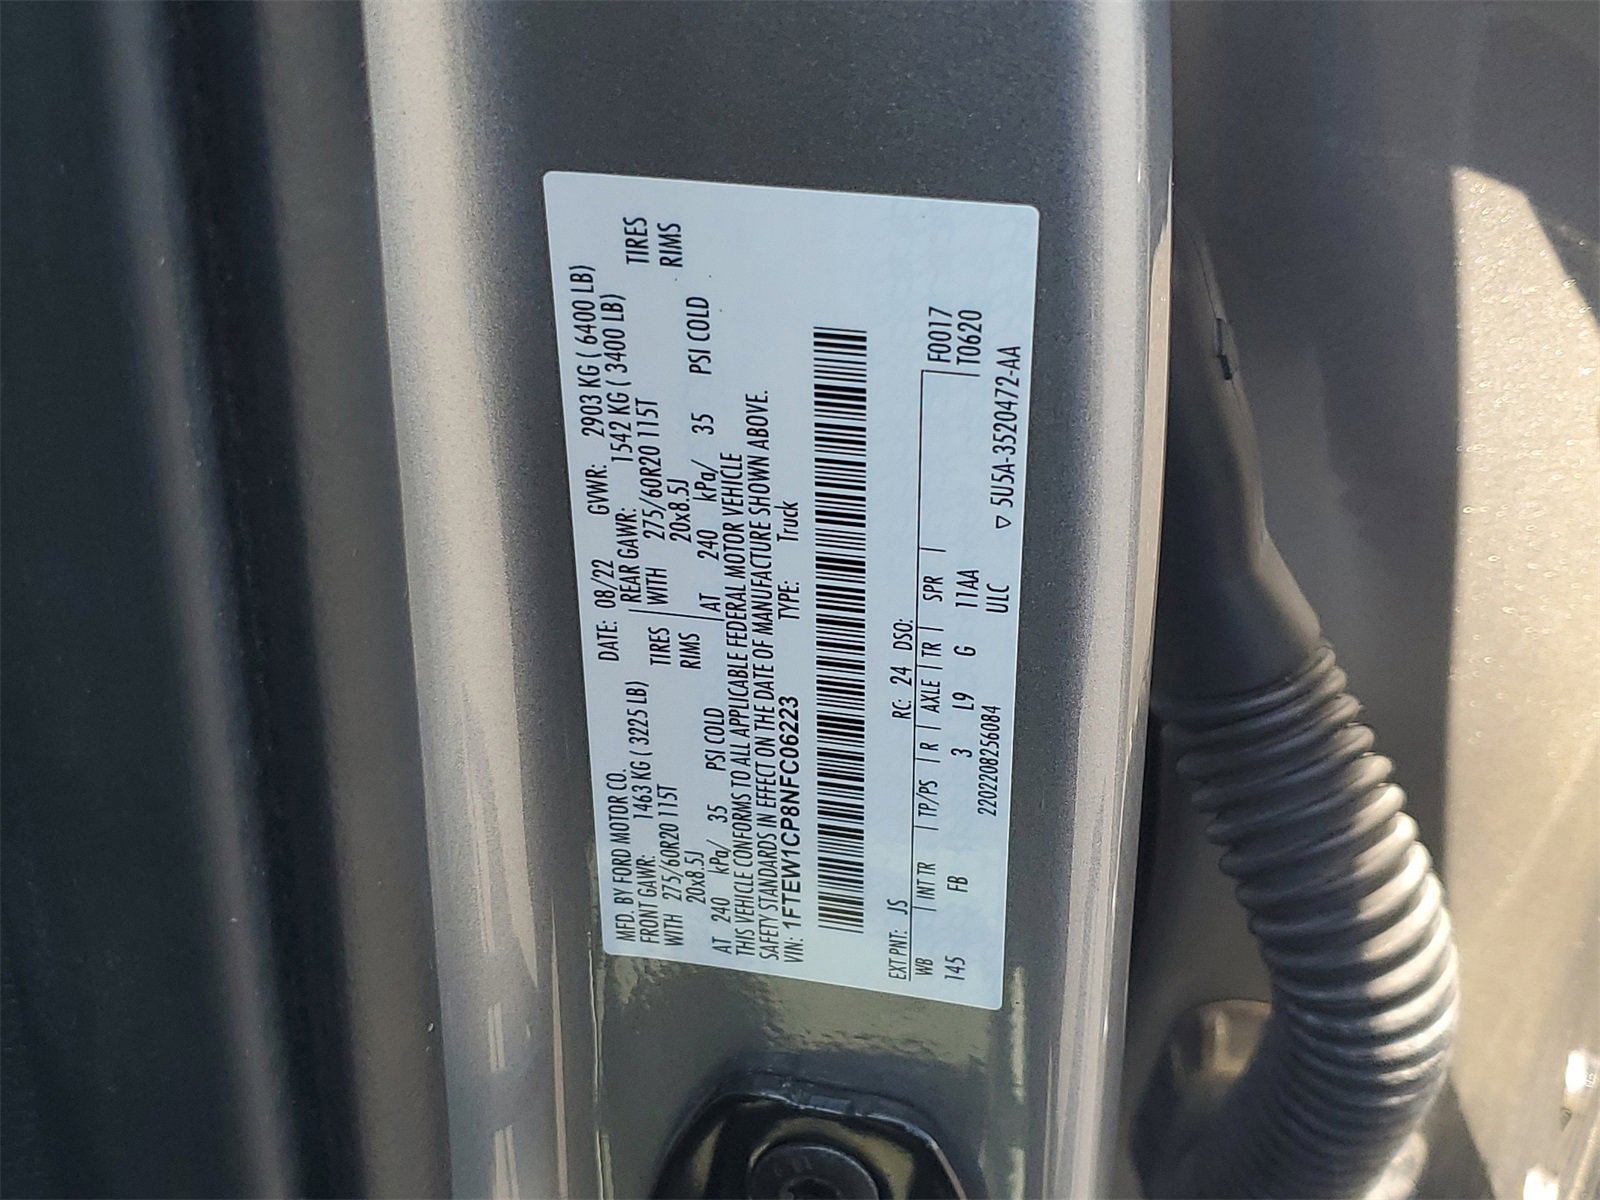 MFD. BY FORD MOTOR CO. DATE: 08/22 GVWR: 2903 KG ( 6400 LB)
FRONT GAWR: 1463 KG ( 3225 LB) REAR GAWR: 1542 KG ( 3400 LB)
WITH 275/60R20 115T TIRES WITH 275/60R20 115T TIRES
20x8.5J RIMS 20x8.5J RIMS
AT 240 kPa/ 35 PSI COLD AT 240 kPa/ 35 PSI COLD
THIS VEHICLE CONFORMS TO ALL APPLICABLE FEDERAL MOTOR VEHICLE
SAFETY STANDARDS IN EFFECT ON THE DATE OF MANUFACTURE SHOWN ABOVE.
VIN: 1FTEW1CP8NFC06223 TYPE: Truck
EXT PNT: JS RC: 24 DSO:
WB | INT TR | TP/PS | R | AXLE | TR | SPR | F0017
145 FB 3 L9 G 11AA T0620
2202208256084 ULC ▽ 5U5A-3520472-AA